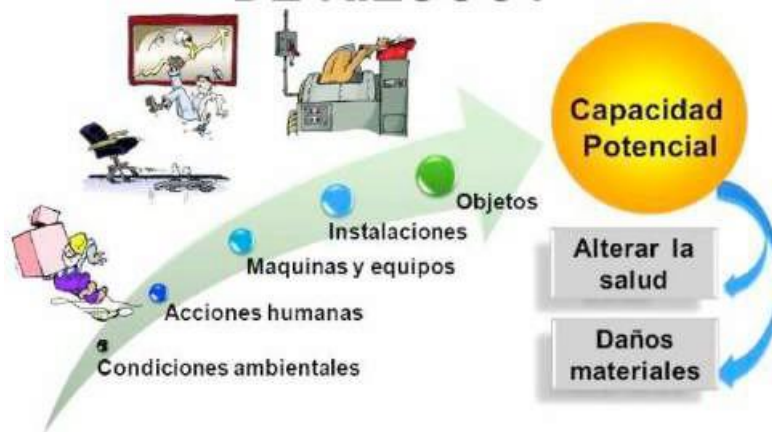 Capacidad
Potencial
Objetos
Instalaciones
Maquinas y equipos
Acciones humanas
Condiciones ambientales
Alterar la
salud
Daños
materiales